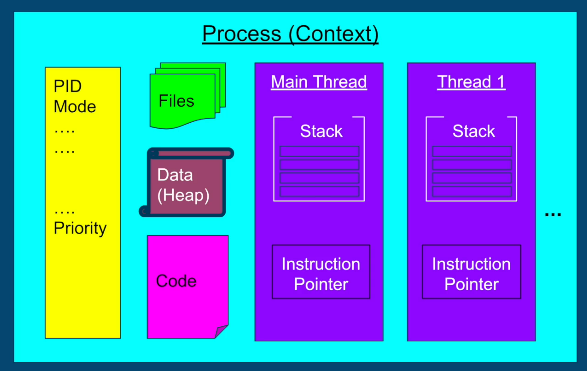 Process (Context)
PID
Mode
....
....
....
Priority
Files
Data
(Heap)
Code
Main Thread
Stack
Instruction
Pointer
Thread 1
Stack
Instruction
Pointer
...